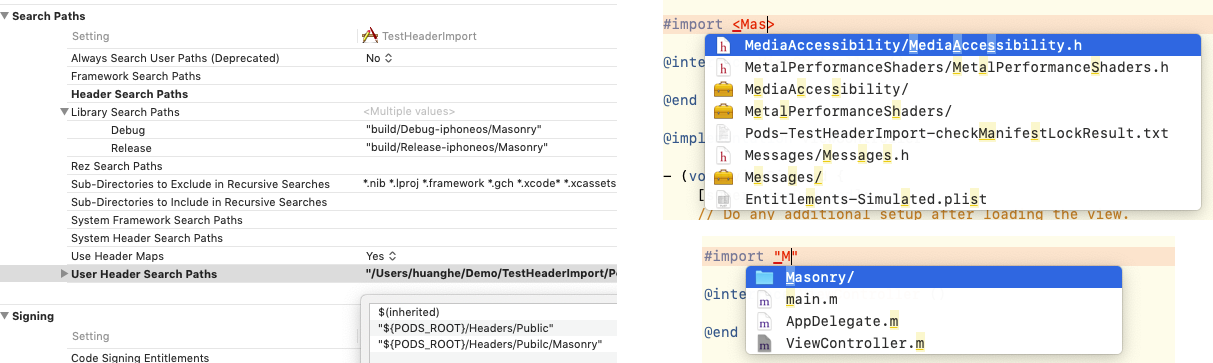 Search Paths
Setting TestHeaderImport
Always Search User Paths (Deprecated) No
Framework Search Paths
Header Search Paths
Library Search Paths <Multiple values>
Debug "build/Debug-iphoneos/Masonry"
Release "build/Release-iphoneos/Masonry"
Rez Search Paths
Sub-Directories to Exclude in Recursive Searches *.nib *.lproj *.framework *.gch *.xcode* *.xcassets
Sub-Directories to Include in Recursive Searches
System Framework Search Paths
System Header Search Paths
Use Header Maps Yes
User Header Search Paths "/Users/huanghe/Demo/TestHeaderImport/P
$(inherited)
"${PODS_ROOT}/Headers/Public"
"${PODS_ROOT}/Headers/Pubilc/Masonry"
Signing
Setting
Code Signing Entitlements
#import <Mas>
h MediaAccessibility/MediaAccessibility.h
@inte h MetalPerformanceShaders/MetalPerformanceShaders.h
MediaAccessibility/
@end MetalPerformanceShaders/
Pods-TestHeaderImport-checkManifestLockResult.txt
@impl
h Messages/Messages.h
- (vo Messages/
[ Entitlements-Simulated.plist
// Do any additional setup after loading the view.
#import "M"
Masonry/
@inte m main.m
m AppDelegate.m
@end m ViewController.m